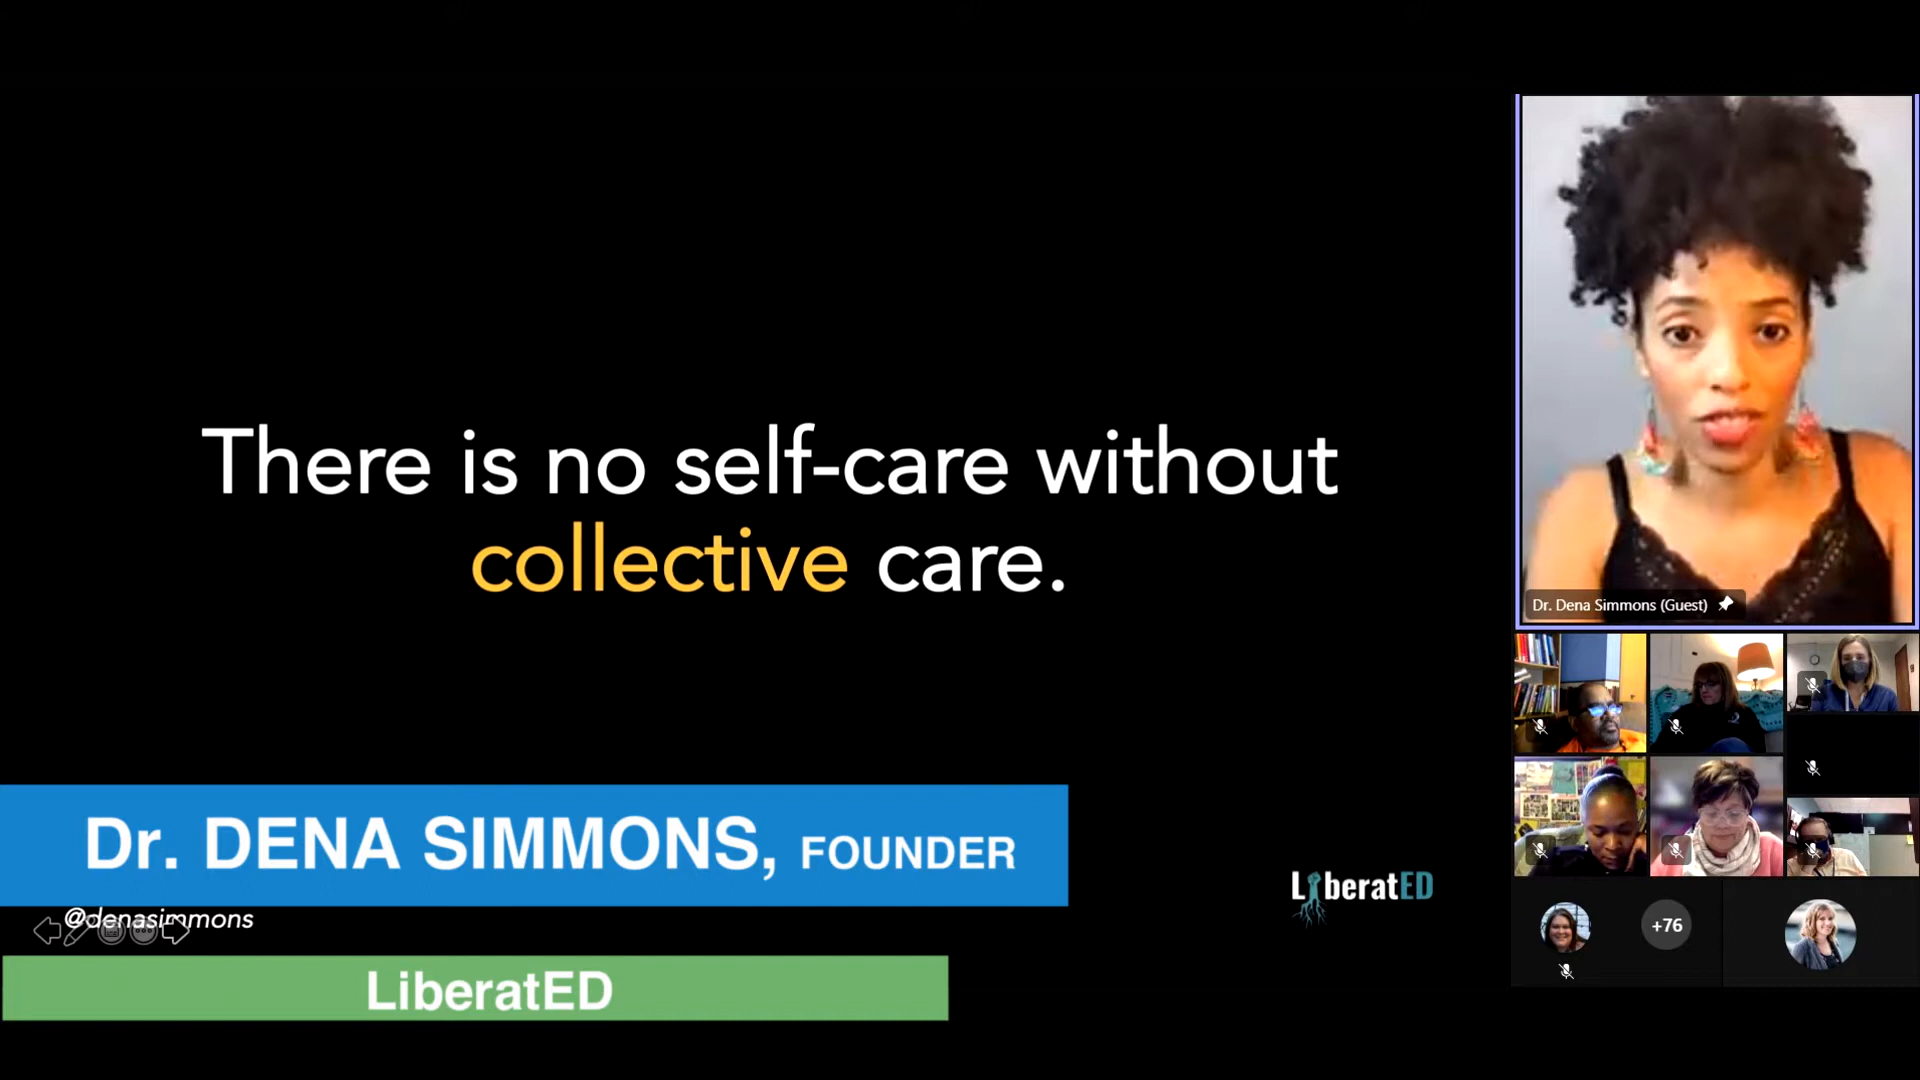 There is no self-care without
collective care.
Dr. Dena Simmons (Guest)
Dr. DENA SIMMONS, FOUNDER
@denasimmons
LiberatED
LiberatED
+76